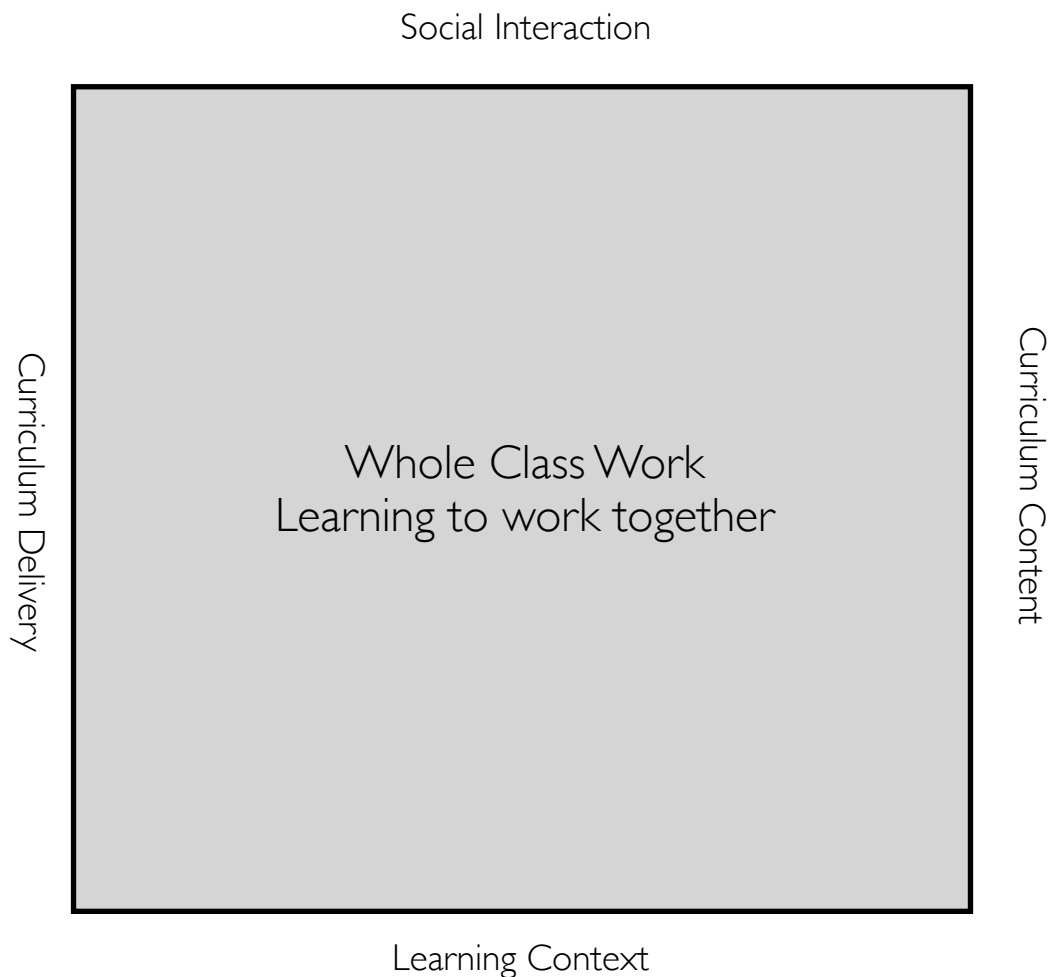 Social Interaction
Curriculum Delivery
Whole Class Work
Learning to work together
Curriculum Content
Learning Context